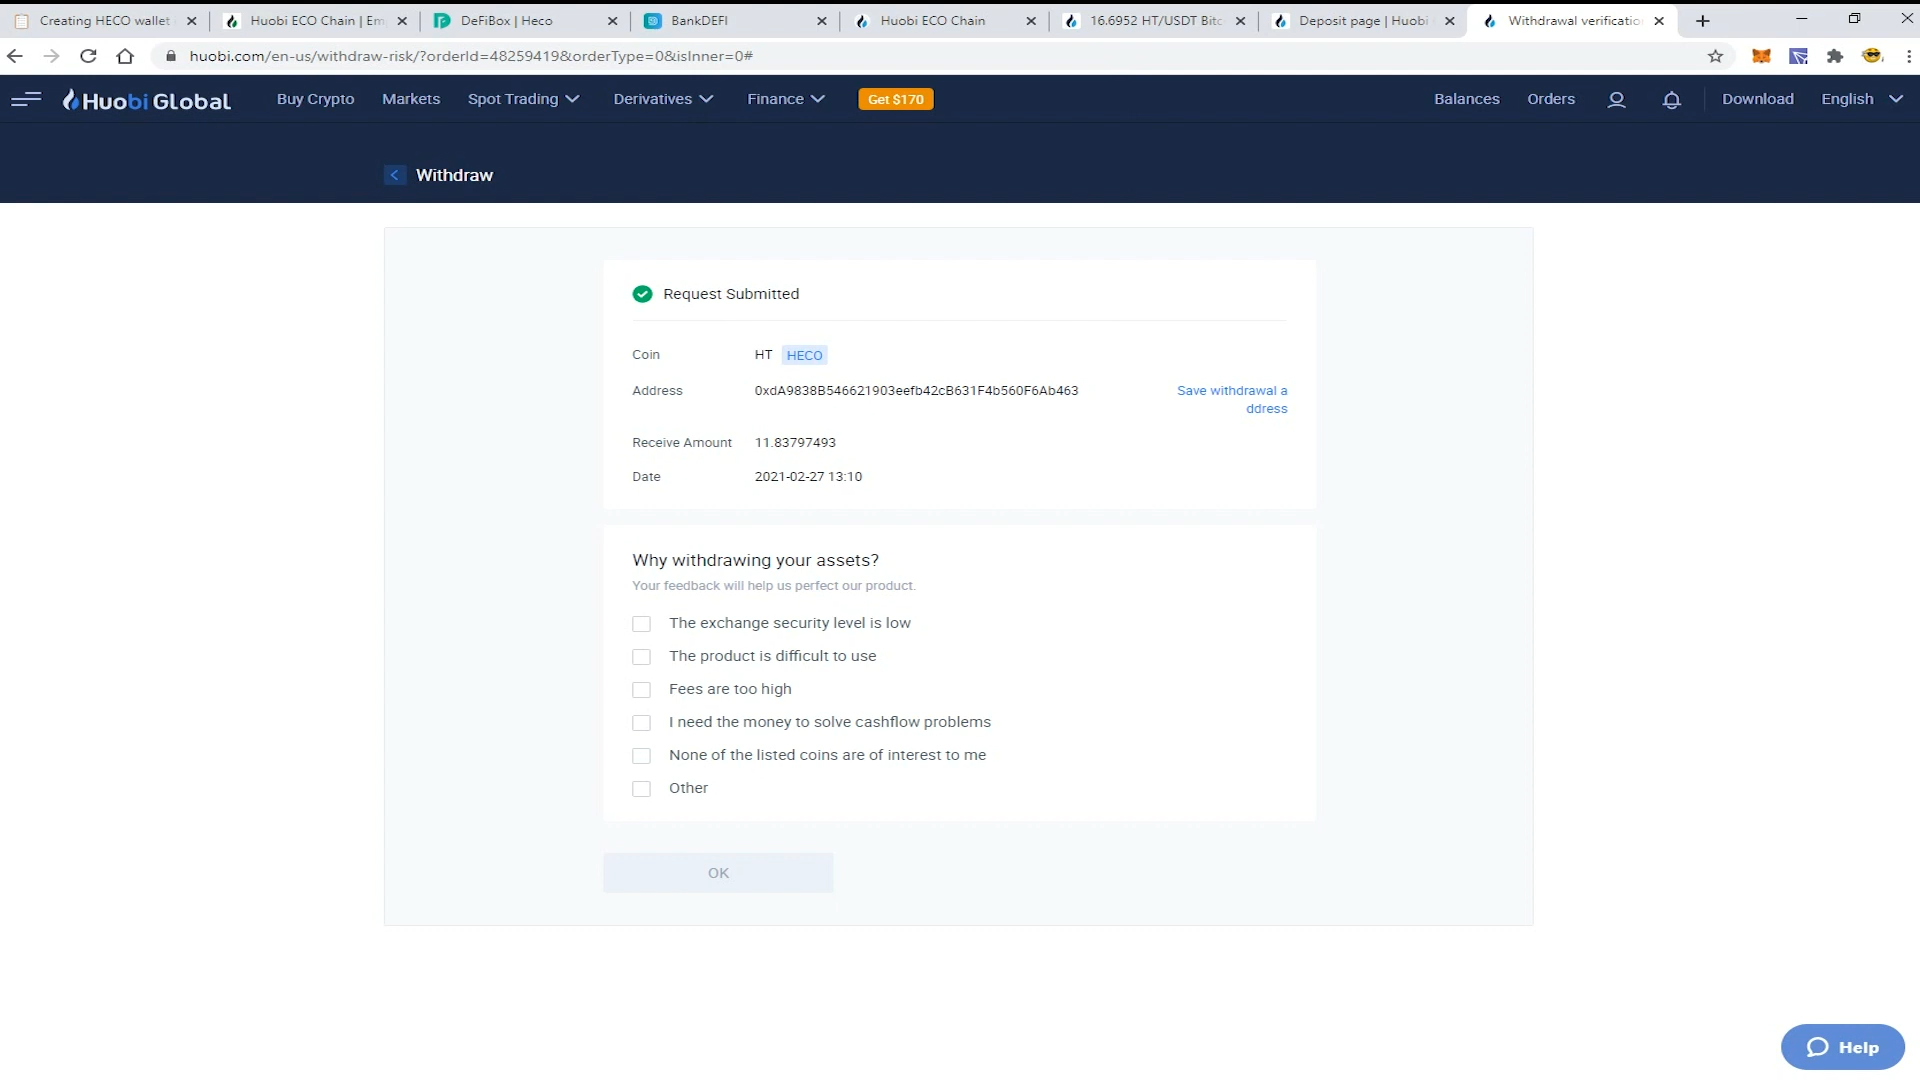 Creating HECO wallet
Huobi ECO Chain | Em
DeFiBox | Heco
BankDEFI
Huobi ECO Chain
16.6952 HT/USDT Bitc
Deposit page | Huobi
Withdrawal verificatio
huobi.com/en-us/withdraw-risk/?orderId=48259419&orderType=0&isInner=0#
Huobi Global
Buy Crypto
Markets
Spot Trading
Derivatives
Finance
Get $170
Balances
Orders
Download
English
Withdraw
Request Submitted
Coin HT HECO
Address 0xdA9838B546621903eefb42cB631F4b560F6Ab463 Save withdrawal a
ddress
Receive Amount 11.83797493
Date 2021-02-27 13:10
Why withdrawing your assets?
Your feedback will help us perfect our product.
The exchange security level is low
The product is difficult to use
Fees are too high
I need the money to solve cashflow problems
None of the listed coins are of interest to me
Other
OK
Help